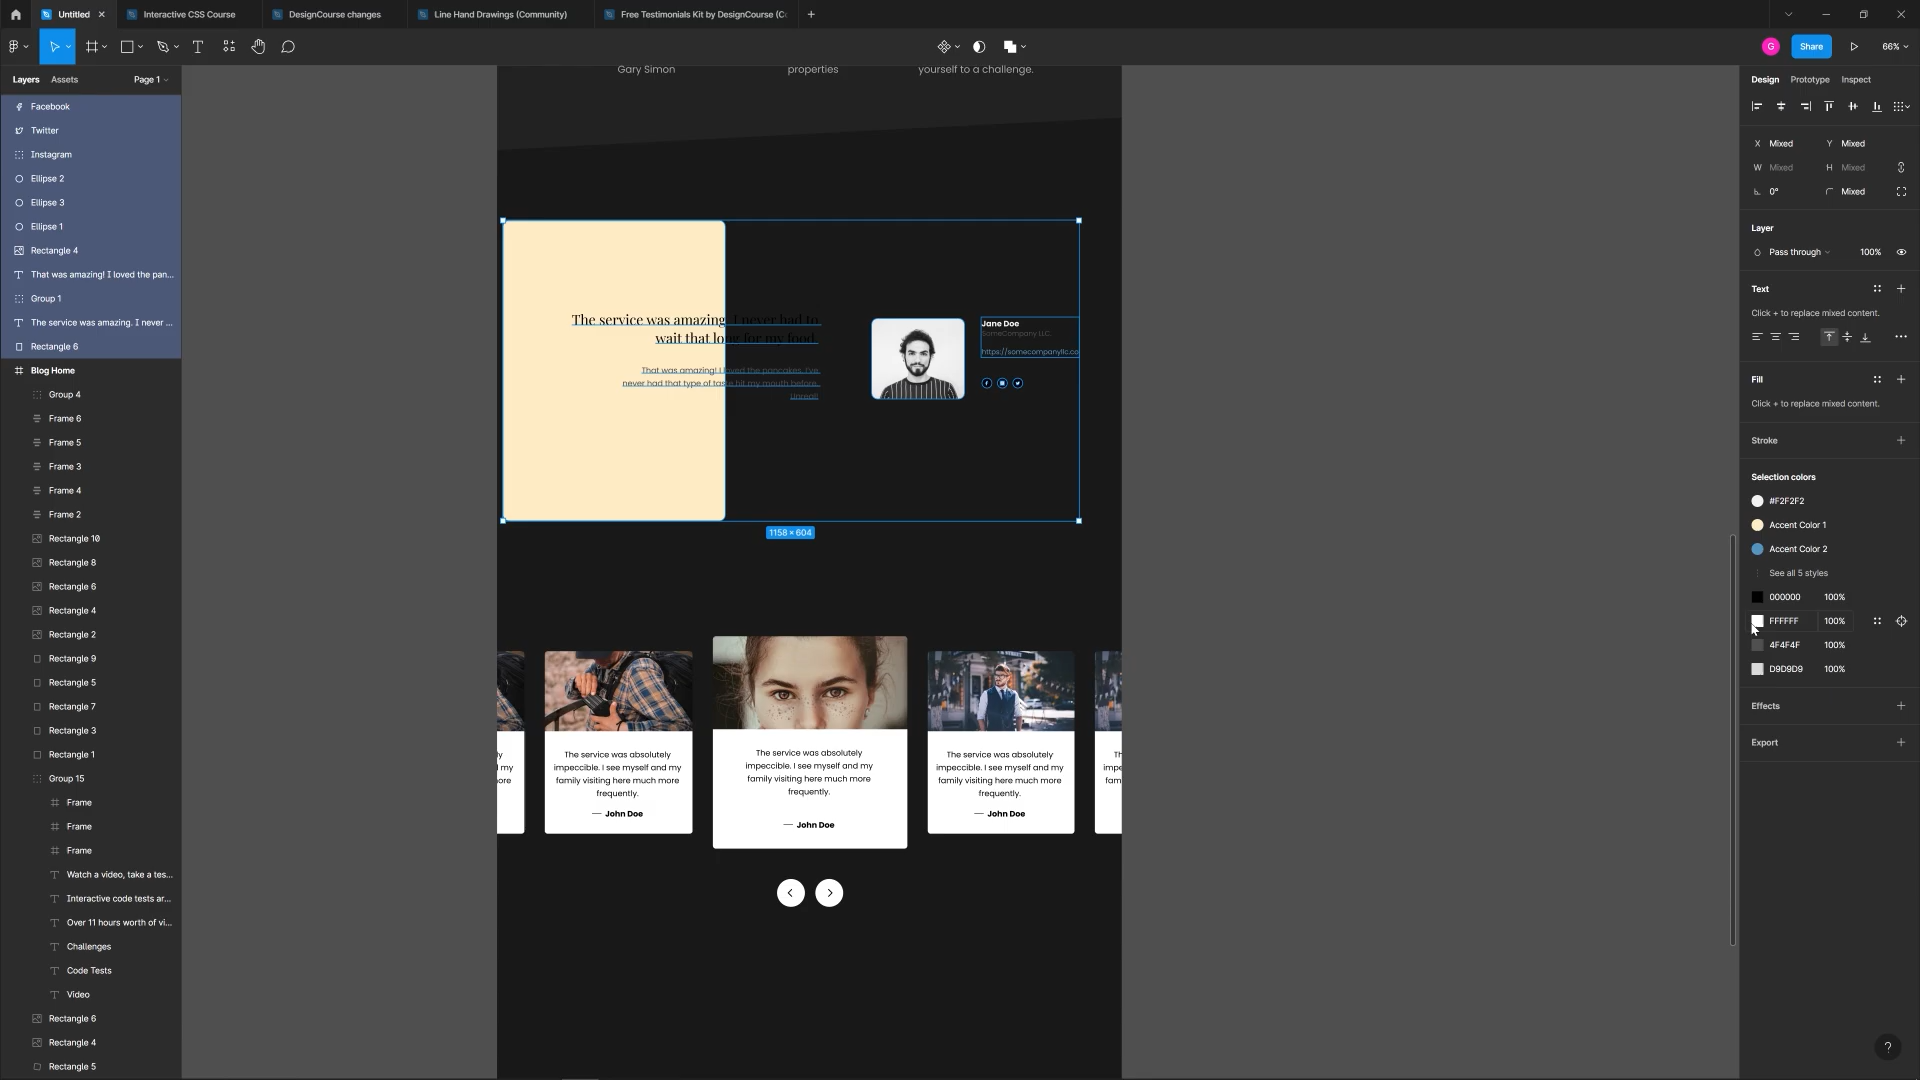 Untitled
Interactive CSS Course
DesignCourse changes
Line Hand Drawings (Community)
Free Testimonials Kit by DesignCourse (C
G
Share
66%
Layers
Assets
Page 1
Facebook
Twitter
Instagram
Ellipse 2
Ellipse 3
Ellipse 1
Rectangle 4
That was amazing! I loved the pan...
Group 1
The service was amazing. I never ...
Rectangle 6
Blog Home
Group 4
Frame 6
Frame 5
Frame 3
Frame 4
Frame 2
Rectangle 10
Rectangle 8
Rectangle 6
Rectangle 4
Rectangle 2
Rectangle 9
Rectangle 5
Rectangle 7
Rectangle 3
Rectangle 1
Group 15
Frame
Frame
Frame
Watch a video, take a tes...
Interactive code tests ar...
Over 11 hours worth of vi...
Challenges
Code Tests
Video
Rectangle 6
Rectangle 4
Rectangle 5
Gary Simon
properties
yourself to a challenge.
The service was amazing. I never had to
wait that long for my food.
That was amazing! I loved the pancakes, I've
never had that type of taste hit my mouth before.
Unreal!
Jane Doe
SomeCompany LLC.
https://somecompanyllc.co
1158 × 604
The service was absolutely
impeccible. I see myself and my
family visiting here much more
frequently.
— John Doe
The service was absolutely
impeccible. I see myself and my
family visiting here much more
frequently.
— John Doe
The service was absolutely
impeccible. I see myself and my
family visiting here much more
frequently.
— John Doe
Design
Prototype
Inspect
X Mixed
Y Mixed
W Mixed
H Mixed
0°
Mixed
Layer
Pass through
100%
Text
Click + to replace mixed content.
Fill
Click + to replace mixed content.
Stroke
Selection colors
#F2F2F2
Accent Color 1
Accent Color 2
See all 5 styles
000000 100%
FFFFFF 100%
4F4F4F 100%
D9D9D9 100%
Effects
Export
?